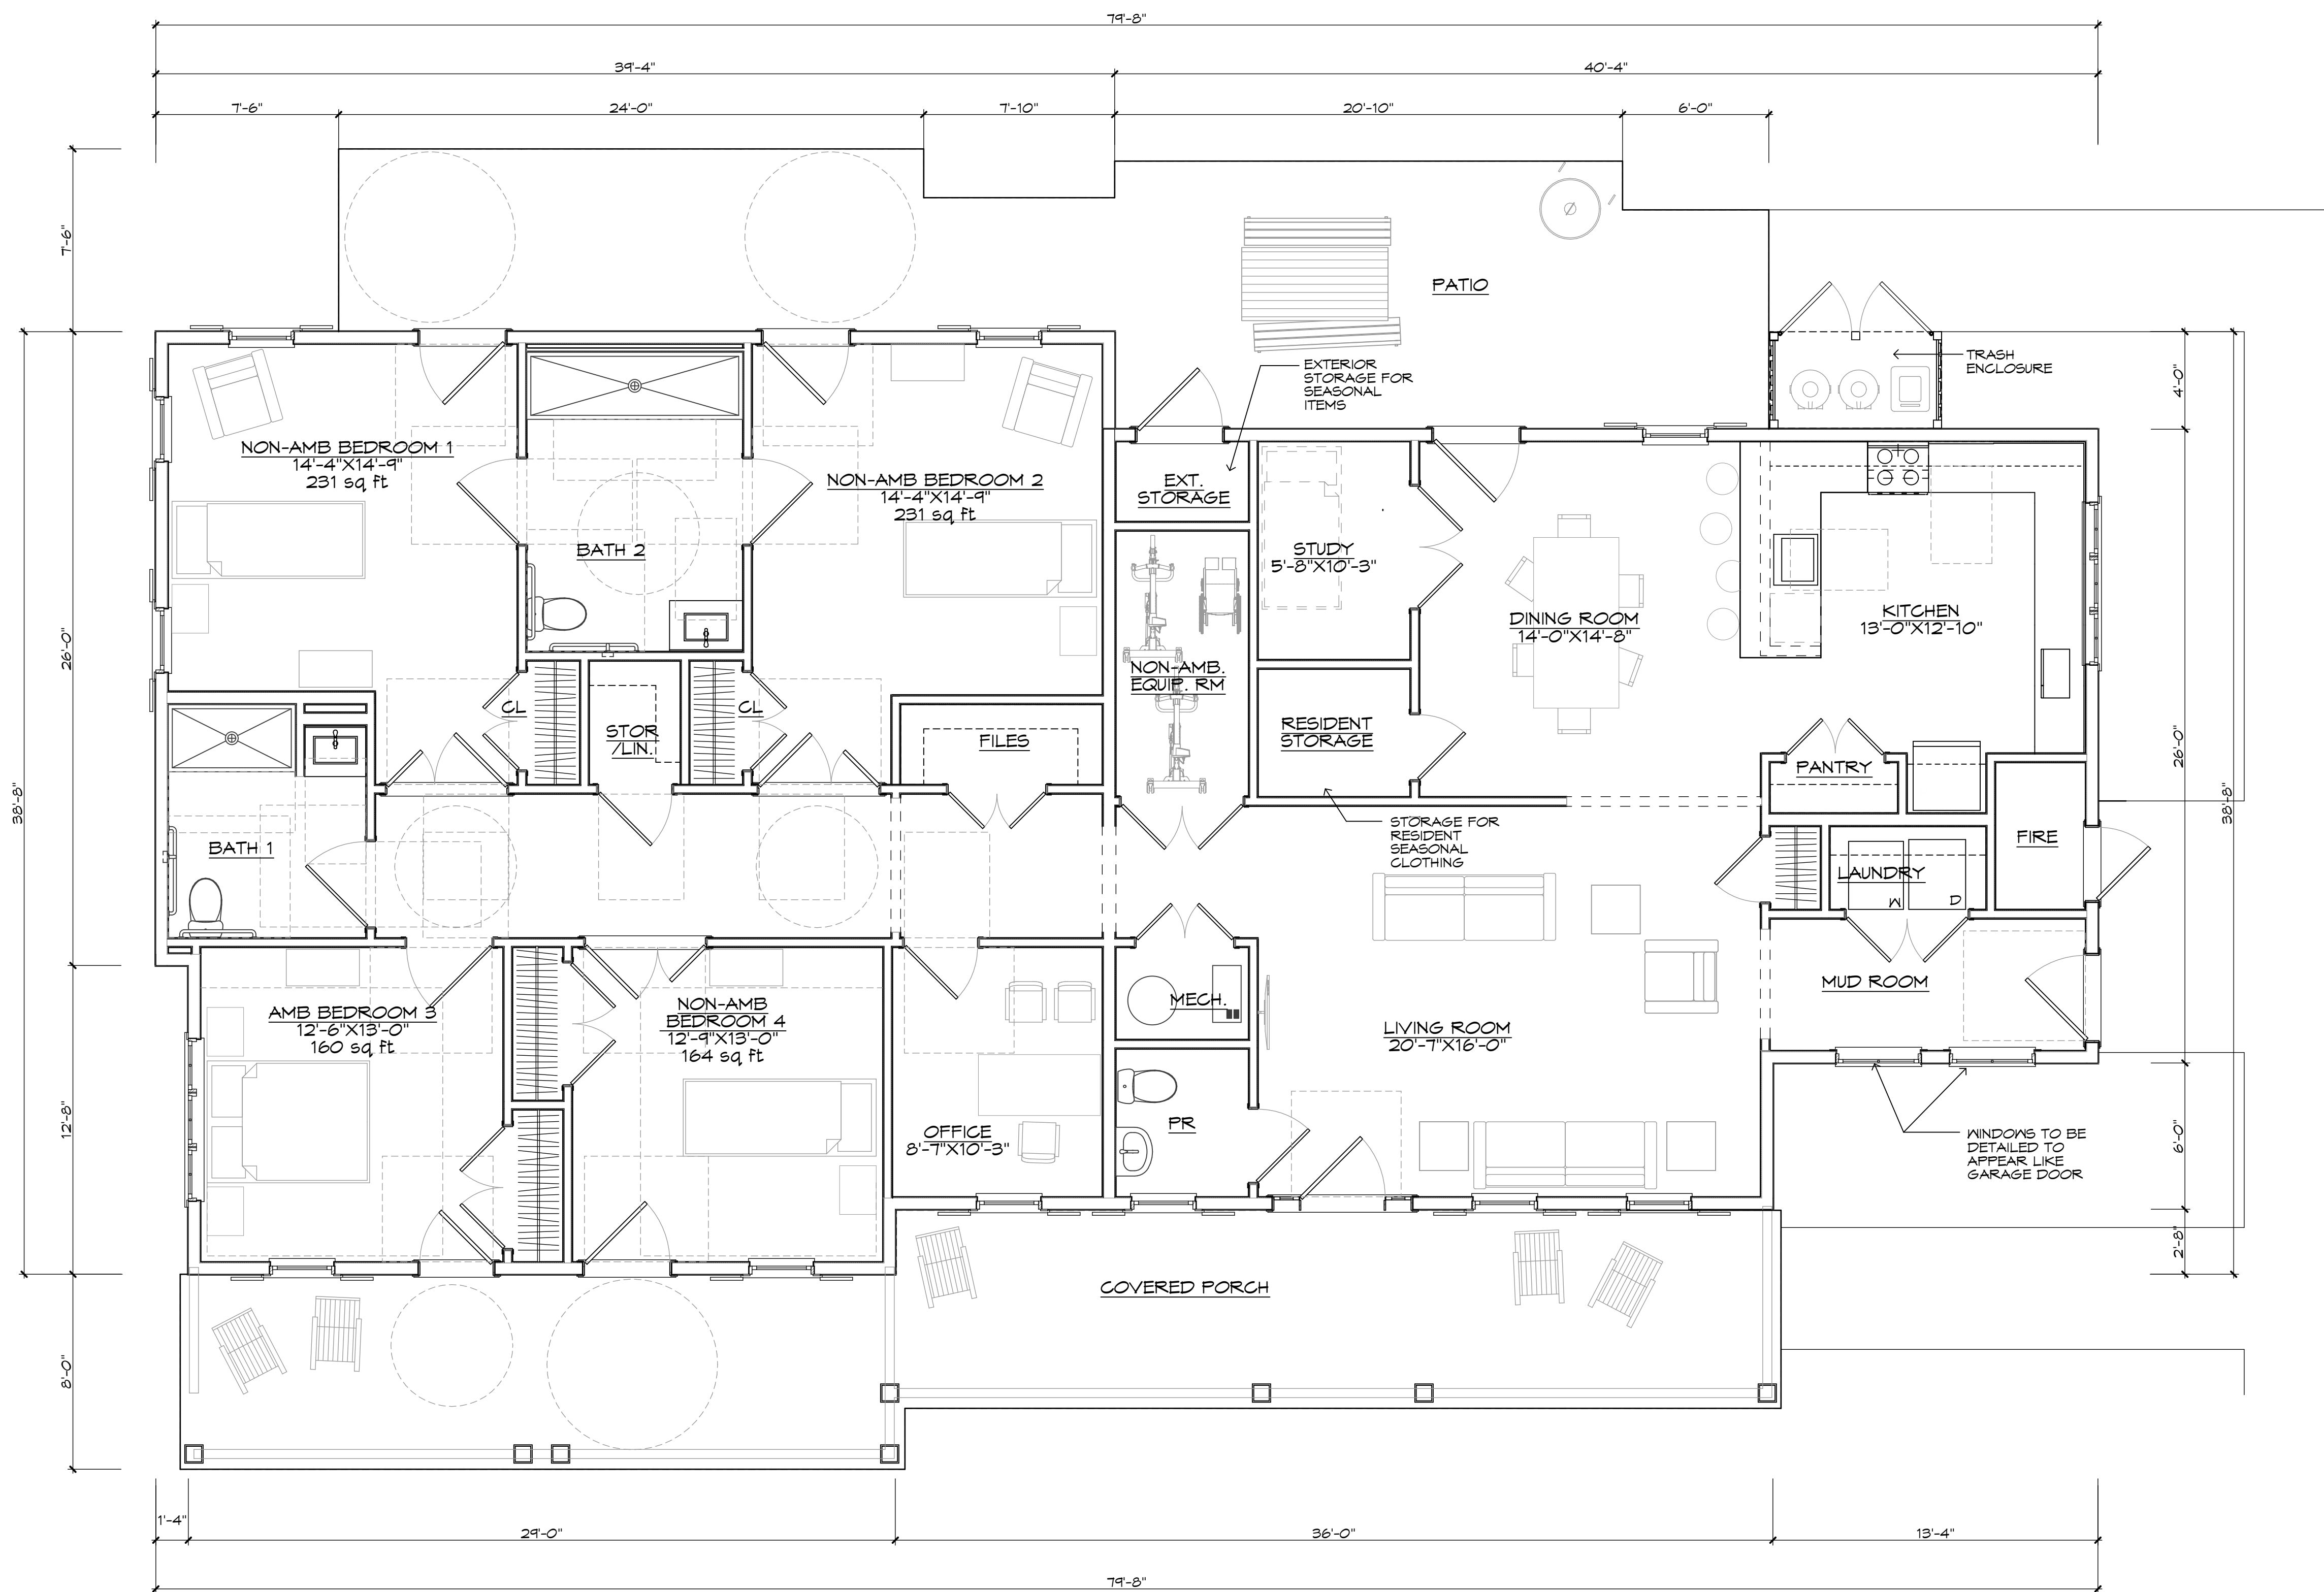 79'-8"
39'-4"
40'-4"
7'-6"
24'-0"
7'-10"
20'-10"
6'-0"
7'-6"
PATIO
TRASH
ENCLOSURE
EXTERIOR
STORAGE FOR
SEASONAL
ITEMS
4'-0"
NON-AMB BEDROOM 1
14'-4"X14'-9"
231 sq ft
NON-AMB BEDROOM 2
14'-4"X14'-9"
231 sq ft
EXT.
STORAGE
BATH 2
STUDY
5'-8"X10'-3"
DINING ROOM
14'-0"X14'-8"
KITCHEN
13'-0"X12'-10"
26'-0"
NON-AMB.
EQUIP. RM
CL
STOR
/LIN.
CL
FILES
RESIDENT
STORAGE
PANTRY
26'-0"
38'-8"
38'-8"
BATH 1
STORAGE FOR
RESIDENT
SEASONAL
CLOTHING
FIRE
LAUNDRY
W
D
MUD ROOM
AMB BEDROOM 3
12'-6"X13'-0"
160 sq ft
NON-AMB
BEDROOM 4
12'-9"X13'-0"
164 sq ft
MECH.
LIVING ROOM
20'-7"X16'-0"
12'-8"
OFFICE
8'-7"X10'-3"
PR
WINDOWS TO BE
DETAILED TO
APPEAR LIKE
GARAGE DOOR
6'-0"
2'-8"
COVERED PORCH
8'-0"
1'-4"
29'-0"
36'-0"
13'-4"
79'-8"